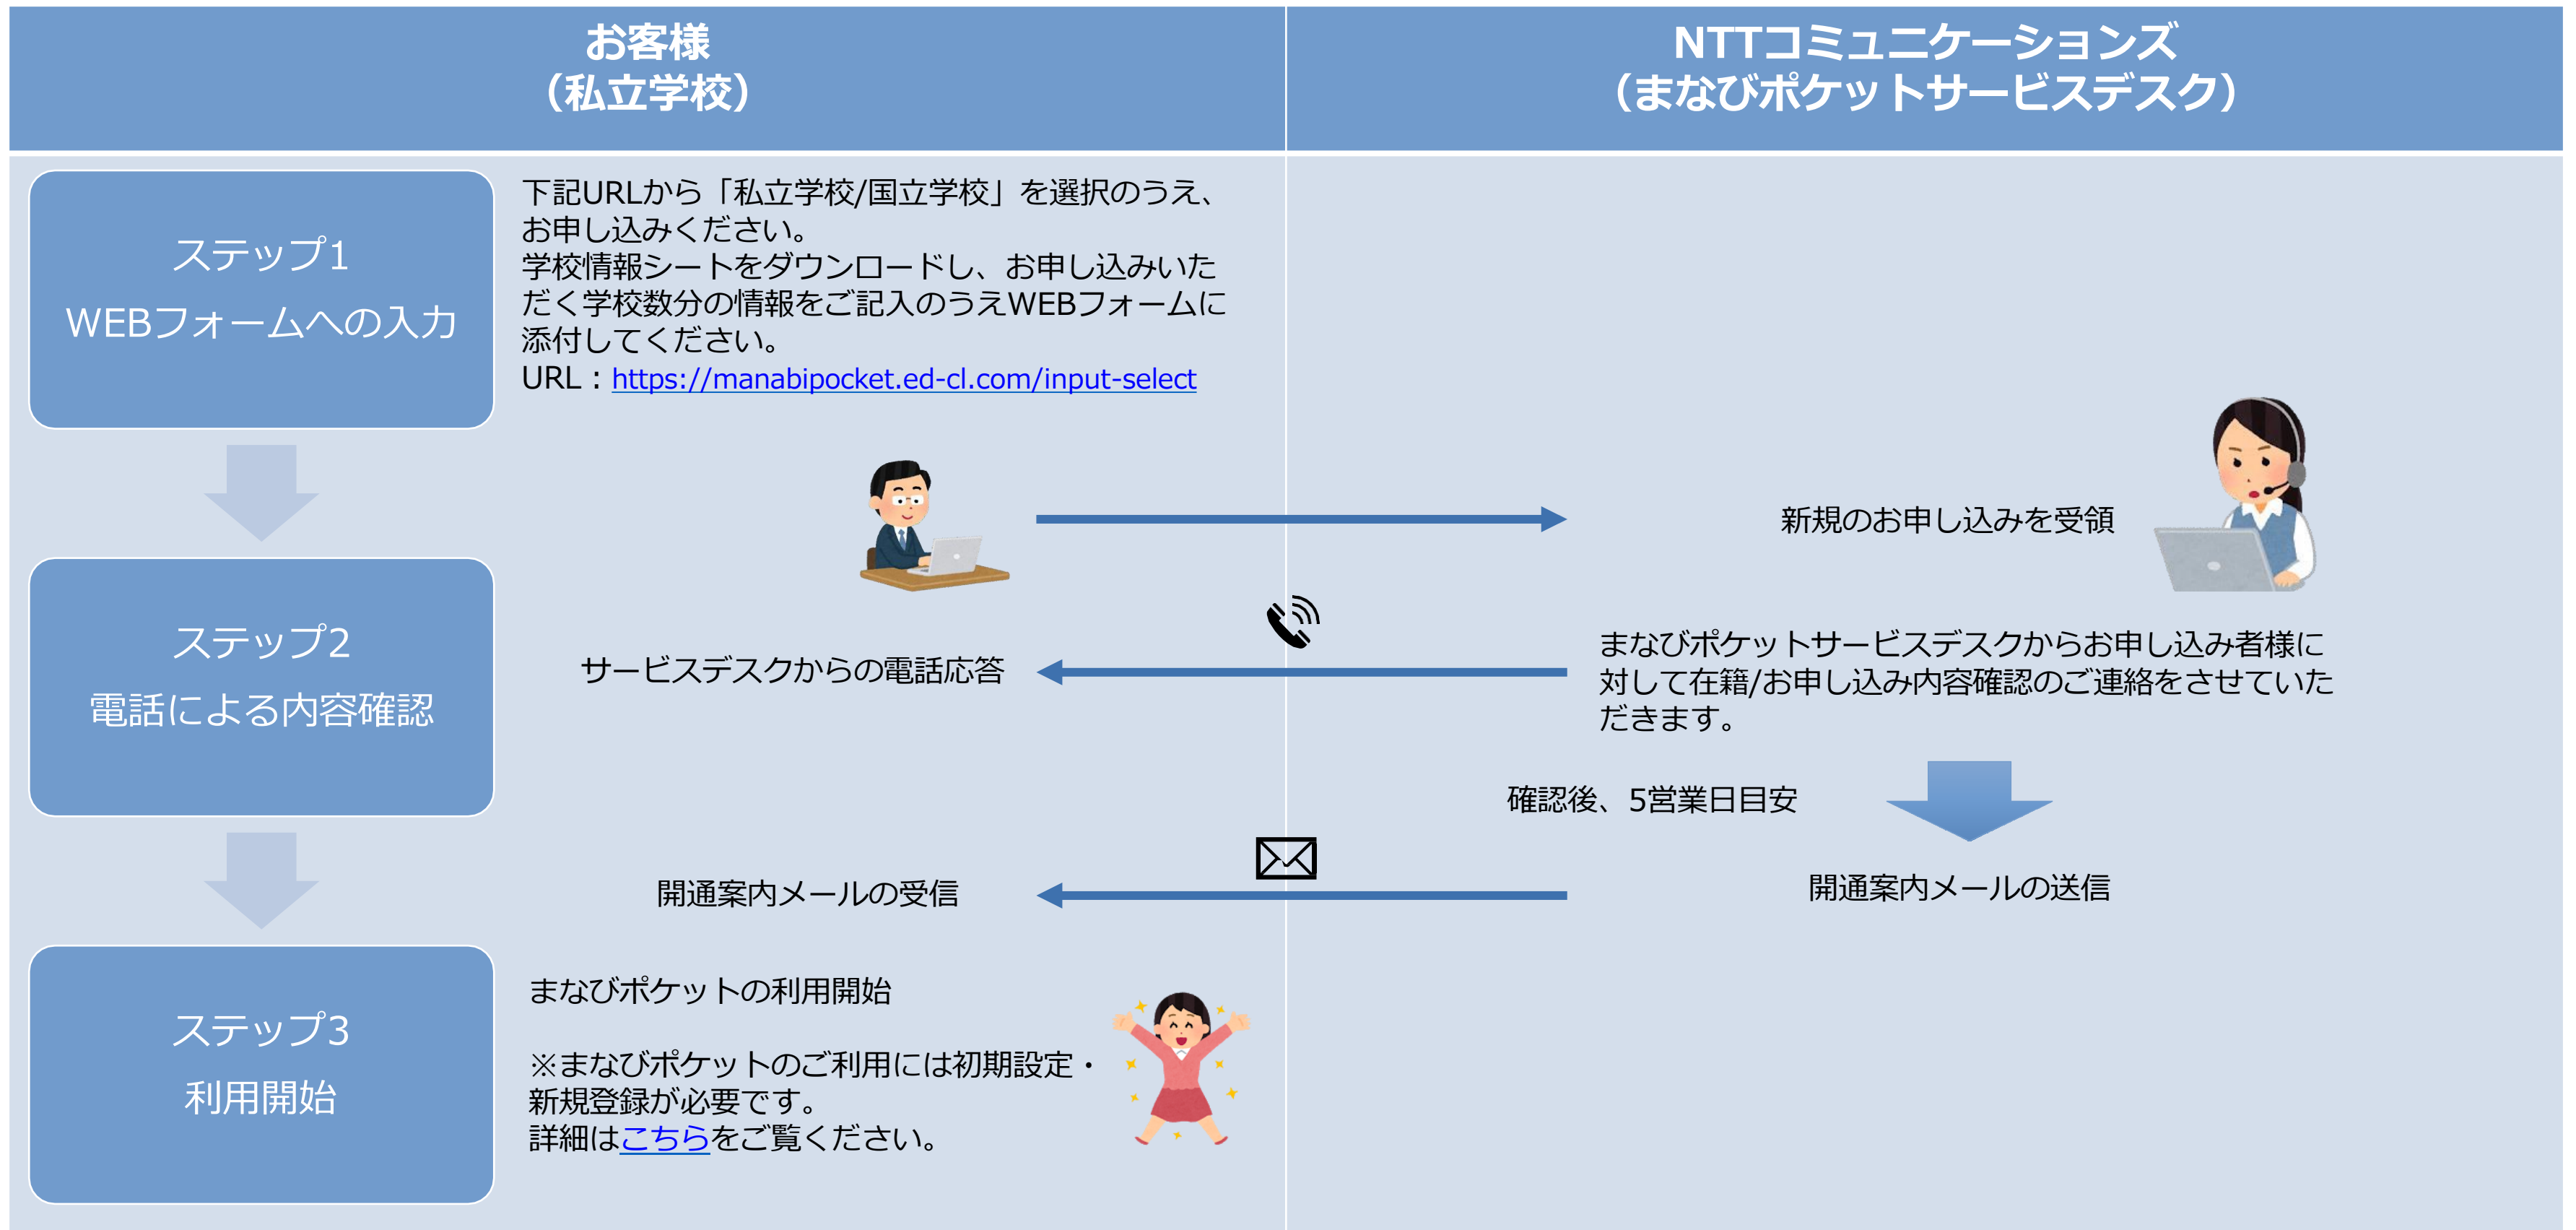 お客様
（私立学校）
NTTコミュニケーションズ
（まなびポケットサービスデスク）
ステップ1
WEBフォームへの入力
下記URLから「私立学校/国立学校」を選択のうえ、
お申し込みください。
学校情報シートをダウンロードし、お申し込みいた
だく学校数分の情報をご記入のうえWEBフォームに
添付してください。
URL：https://manabipocket.ed-cl.com/input-select
新規のお申し込みを受領
ステップ2
電話による内容確認
サービスデスクからの電話応答
まなびポケットサービスデスクからお申し込み者様に
対して在籍/お申し込み内容確認のご連絡をさせていた
だきます。
確認後、5営業日目安
開通案内メールの受信
開通案内メールの送信
ステップ3
利用開始
まなびポケットの利用開始
※まなびポケットのご利用には初期設定・
新規登録が必要です。
詳細はこちらをご覧ください。